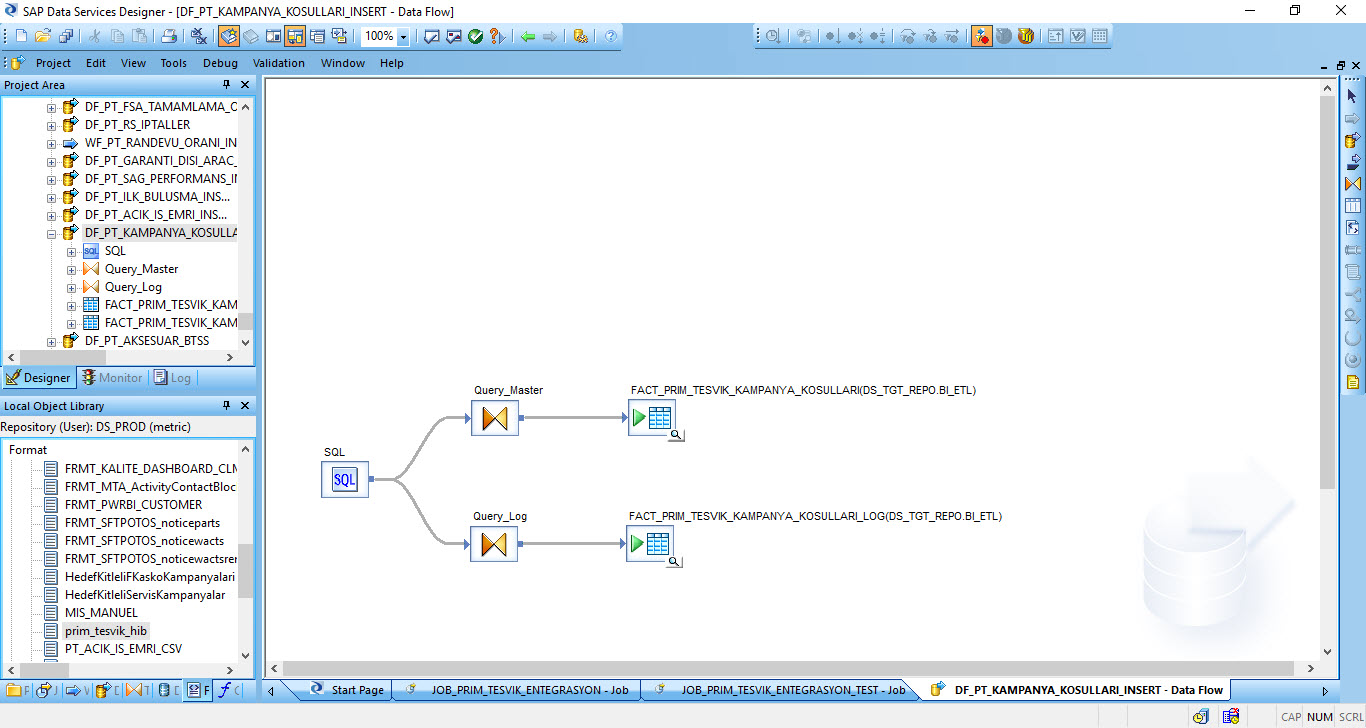 SAP Data Services Designer - [DF_PT_KAMPANYA_KOSULLARI_INSERT - Data Flow]
100%
Project Edit View Tools Debug Validation Window Help
Project Area
DF_PT_FSA_TAMAMLAMA_O
DF_PT_RS_IPTALLER
WF_PT_RANDEVU_ORANI_IN
DF_PT_GARANTI_DISI_ARAC_
DF_PT_SAG_PERFORMANS_IN
DF_PT_ILK_BULUSMA_INS...
DF_PT_ACIK_IS_EMRI_INS...
DF_PT_KAMPANYA_KOSULLA
SQL
Query_Master
Query_Log
FACT_PRIM_TESVIK_KAM
FACT_PRIM_TESVIK_KAM
DF_PT_AKSESUAR_BTSS
Designer Monitor Log
Local Object Library
Repository (User): DS_PROD (metric)
Format
FRMT_KALITE_DASHBOARD_CLM
FRMT_MTA_ActivityContactBloc
FRMT_PWRBI_CUSTOMER
FRMT_SFTPOTOS_noticeparts
FRMT_SFTPOTOS_noticewacts
FRMT_SFTPOTOS_noticewactsrer
HedefKitleliFKaskoKampanyalari
HedefKitleliServisKampanyalar
MIS_MANUEL
prim_tesvik_hib
PT_ACIK_IS_EMRI_CSV
Query_Master
FACT_PRIM_TESVIK_KAMPANYA_KOSULLARI(DS_TGT_REPO.BI_ETL)
SQL
SQL
Query_Log
FACT_PRIM_TESVIK_KAMPANYA_KOSULLARI_LOG(DS_TGT_REPO.BI_ETL)
Start Page
JOB_PRIM_TESVIK_ENTEGRASYON - Job
JOB_PRIM_TESVIK_ENTEGRASYON_TEST - Job
DF_PT_KAMPANYA_KOSULLARI_INSERT - Data Flow
CAP NUM SCRL